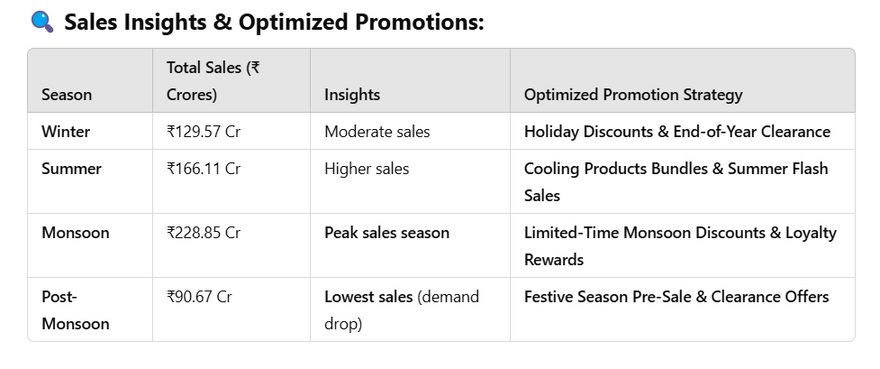 🔍 Sales Insights & Optimized Promotions:
Total Sales (₹
Season Crores) Insights Optimized Promotion Strategy
Winter ₹129.57 Cr Moderate sales Holiday Discounts & End-of-Year Clearance
Summer ₹166.11 Cr Higher sales Cooling Products Bundles & Summer Flash
Sales
Monsoon ₹228.85 Cr Peak sales season Limited-Time Monsoon Discounts & Loyalty
Rewards
Post- ₹90.67 Cr Lowest sales (demand Festive Season Pre-Sale & Clearance Offers
Monsoon drop)